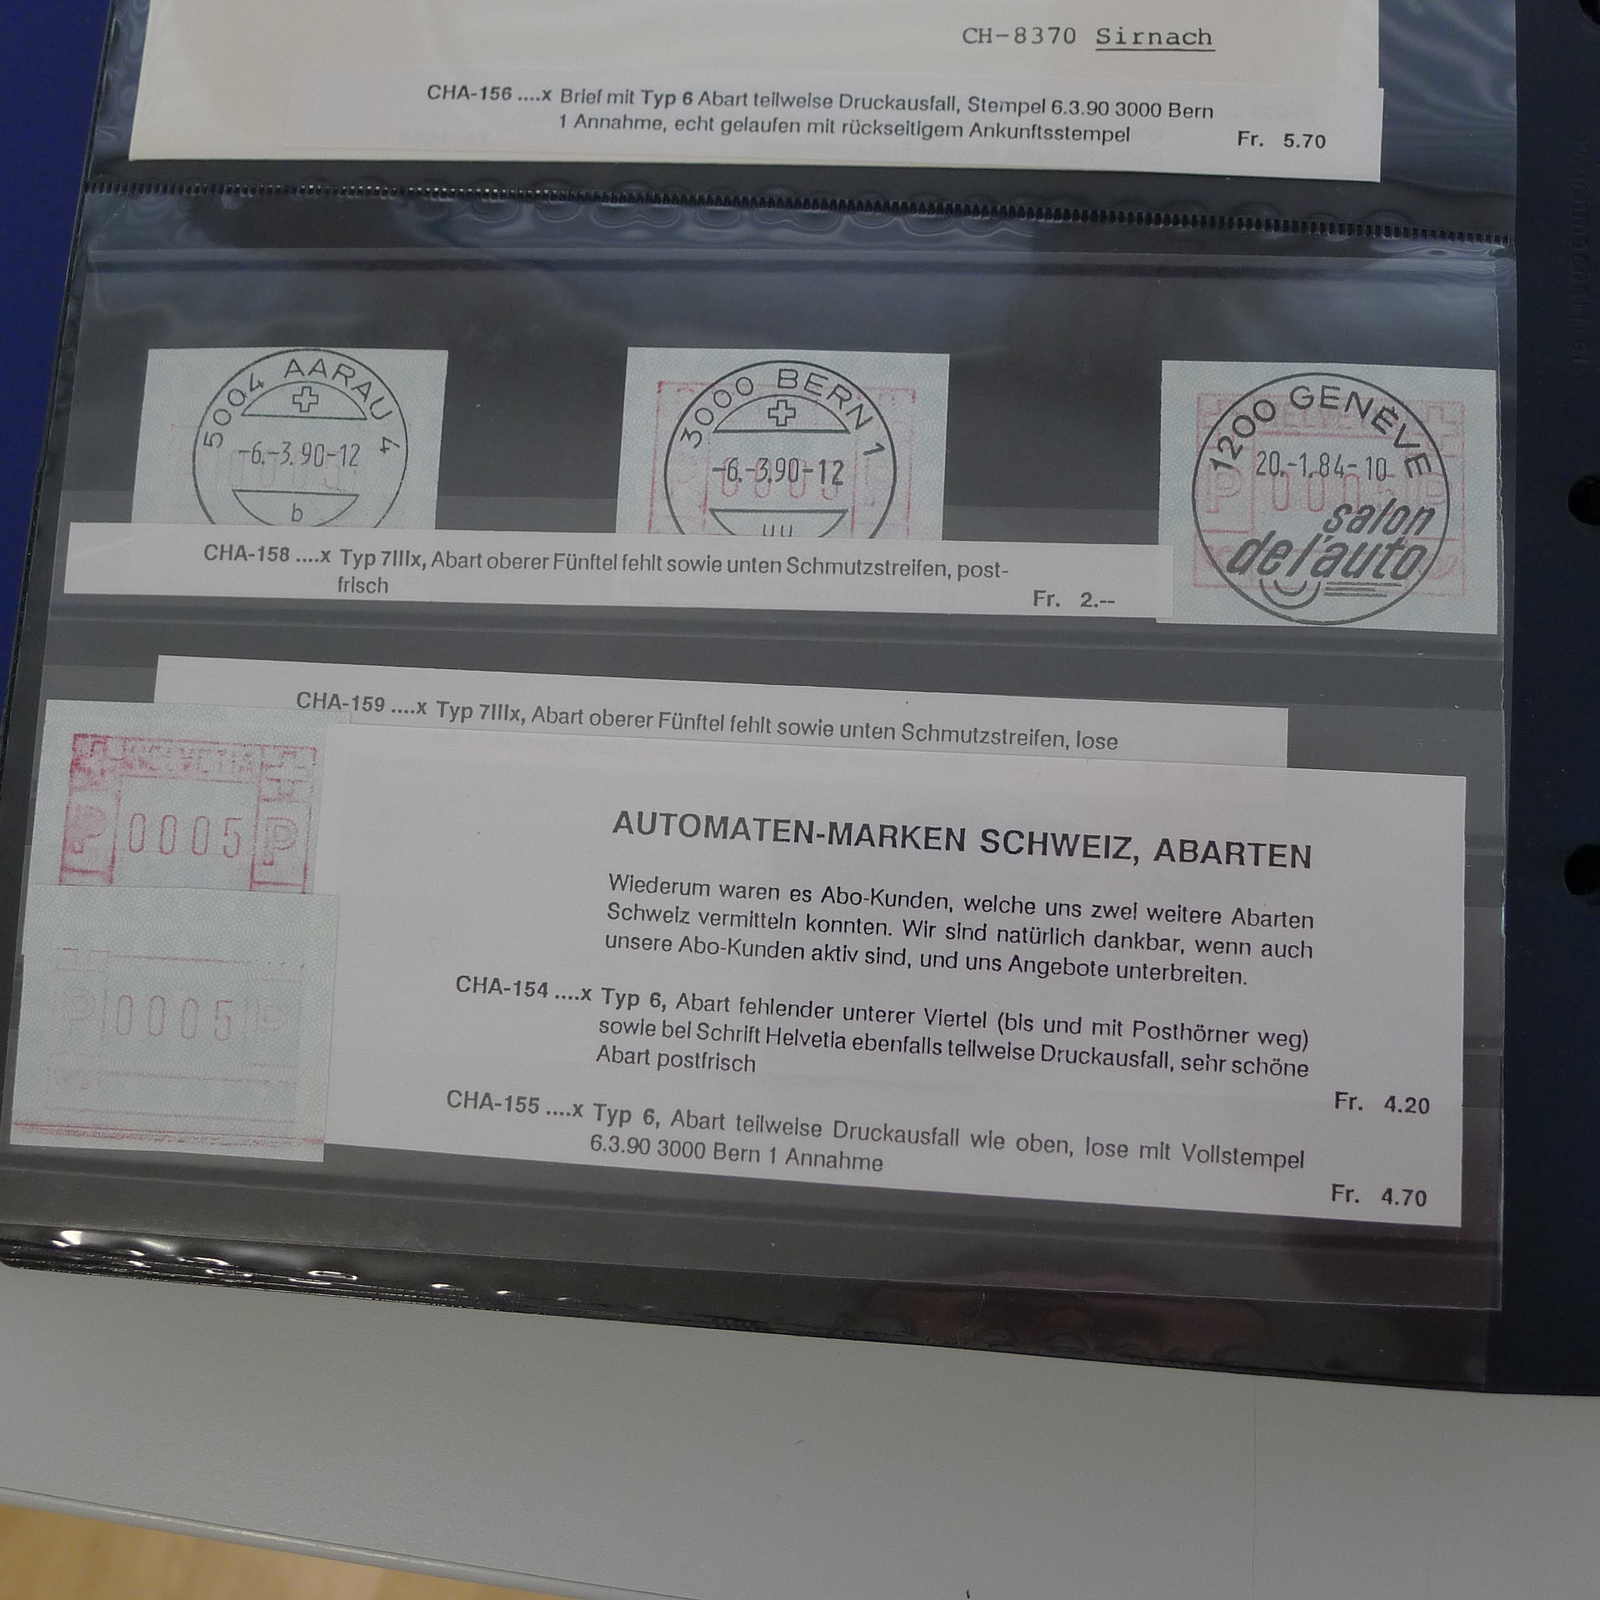 CH-8370 Sirnach
CHA-156 ....x Brief mit Typ 6 Abart teilweise Druckausfall, Stempel 6.3.90 3000 Bern
1 Annahme, echt gelaufen mit rückseitigem Ankunftsstempel
Fr. 5.70
5004 AARAU 4
-6.-3.90-12
b
3000 BERN 1
-6.-3.90-12
uu
1200 GENÈVE
20.-1.84-10
salon
de l'auto
CHA-158 ....x Typ 7IIIx, Abart oberer Fünftel fehlt sowie unten Schmutzstreifen, post-
frisch
Fr. 2.--
CHA-159 ....x Typ 7IIIx, Abart oberer Fünftel fehlt sowie unten Schmutzstreifen, lose
HELVETIA
P 0005 P
P 0005 P
AUTOMATEN-MARKEN SCHWEIZ, ABARTEN
Wiederum waren es Abo-Kunden, welche uns zwei weitere Abarten
Schweiz vermitteln konnten. Wir sind natürlich dankbar, wenn auch
unsere Abo-Kunden aktiv sind, und uns Angebote unterbreiten.
CHA-154 ....x Typ 6, Abart fehlender unterer Viertel (bis und mit Posthörner weg)
sowie bei Schrift Helvetia ebenfalls teilweise Druckausfall, sehr schöne
Abart postfrisch
Fr. 4.20
CHA-155 ....x Typ 6, Abart teilweise Druckausfall wie oben, lose mit Vollstempel
6.3.90 3000 Bern 1 Annahme
Fr. 4.70